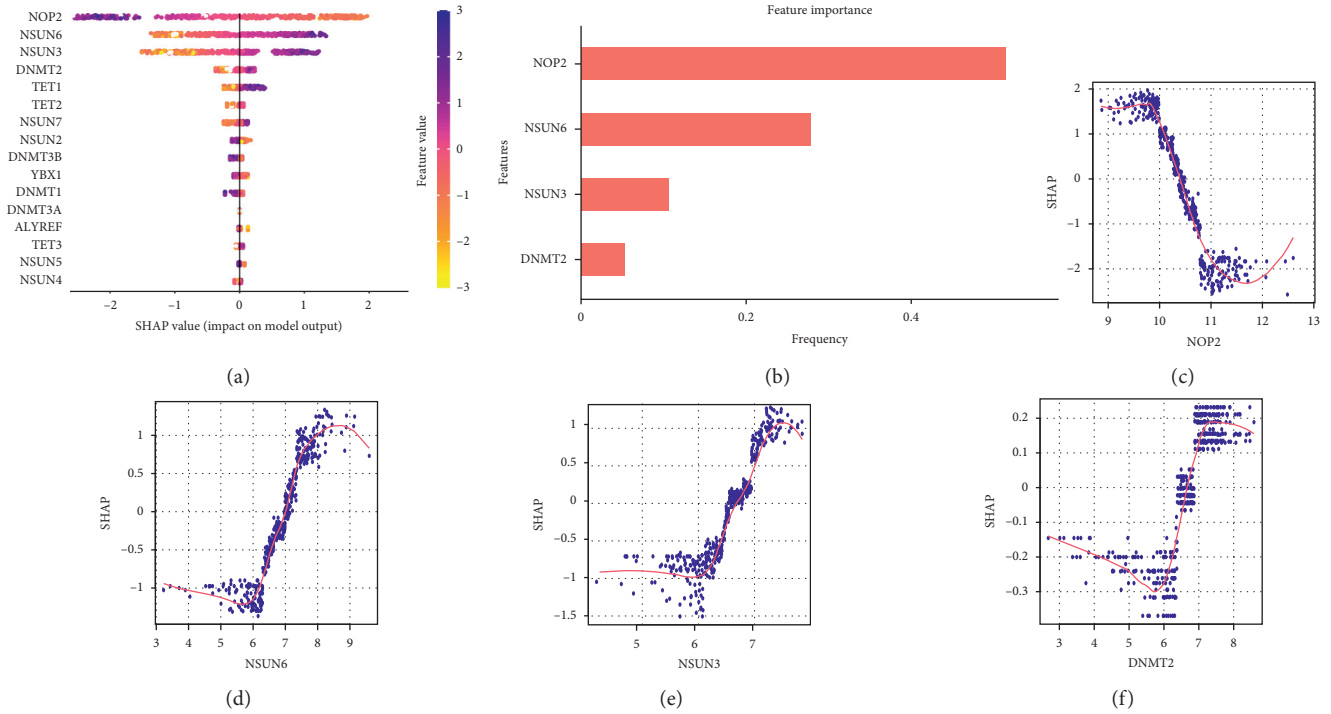 NOP2
NSUN6
NSUN3
DNMT2
TET1
TET2
NSUN7
NSUN2
DNMT3B
YBX1
DNMT1
DNMT3A
ALYREF
TET3
NSUN5
NSUN4
−2 −1 0 1 2
SHAP value (impact on model output)
3
2
1
0
−1
−2
−3
Feature value
(a)
Feature importance
NOP2
NSUN6
NSUN3
DNMT2
Features
0 0.2 0.4
Frequency
(b)
2
1
0
−1
−2
SHAP
9 10 11 12 13
NOP2
(c)
1
0.5
0
−0.5
−1
SHAP
3 4 5 6 7 8 9
NSUN6
(d)
1
0.5
0
−0.5
−1
−1.5
SHAP
5 6 7
NSUN3
(e)
0.2
0.1
0
−0.1
−0.2
−0.3
SHAP
3 4 5 6 7 8
DNMT2
(f)